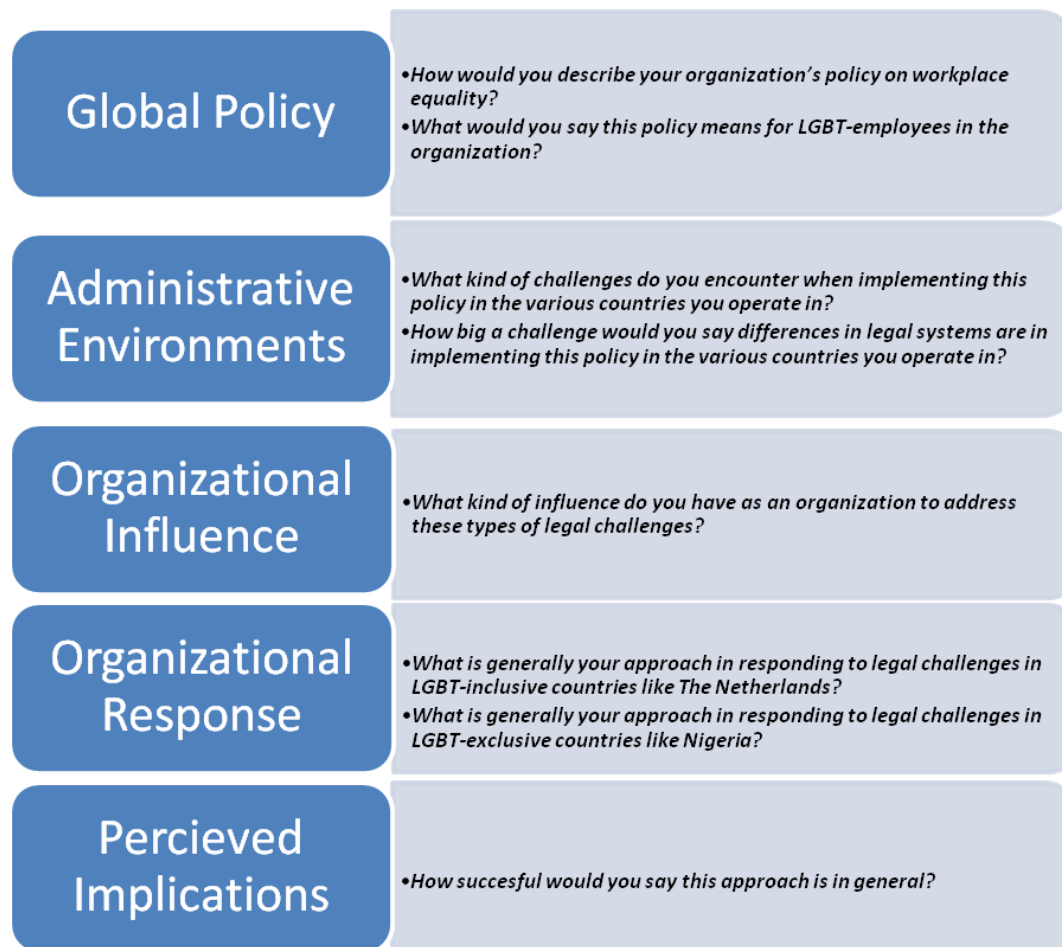 Global Policy
•How would you describe your organization's policy on workplace
equality?
•What would you say this policy means for LGBT-employees in the
organization?
Administrative
Environments
•What kind of challenges do you encounter when implementing this
policy in the various countries you operate in?
•How big a challenge would you say differences in legal systems are in
implementing this policy in the various countries you operate in?
Organizational
Influence
•What kind of influence do you have as an organization to address
these types of legal challenges?
Organizational
Response
•What is generally your approach in responding to legal challenges in
LGBT-inclusive countries like The Netherlands?
•What is generally your approach in responding to legal challenges in
LGBT-exclusive countries like Nigeria?
Percieved
Implications
•How succesful would you say this approach is in general?